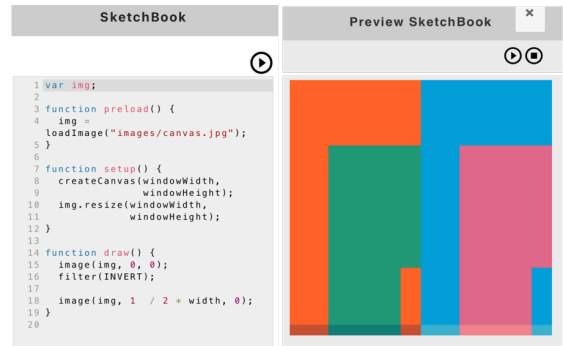 SketchBook
1 var img;
2
3 function preload() {
4 img =
loadImage("images/canvas.jpg");
5 }
6
7 function setup() {
8 createCanvas(windowWidth,
9 windowHeight);
10 img.resize(windowWidth,
11 windowHeight);
12 }
13
14 function draw() {
15 image(img, 0, 0);
16 filter(INVERT);
17
18 image(img, 1 / 2 * width, 0);
19 }
20
Preview SketchBook
×